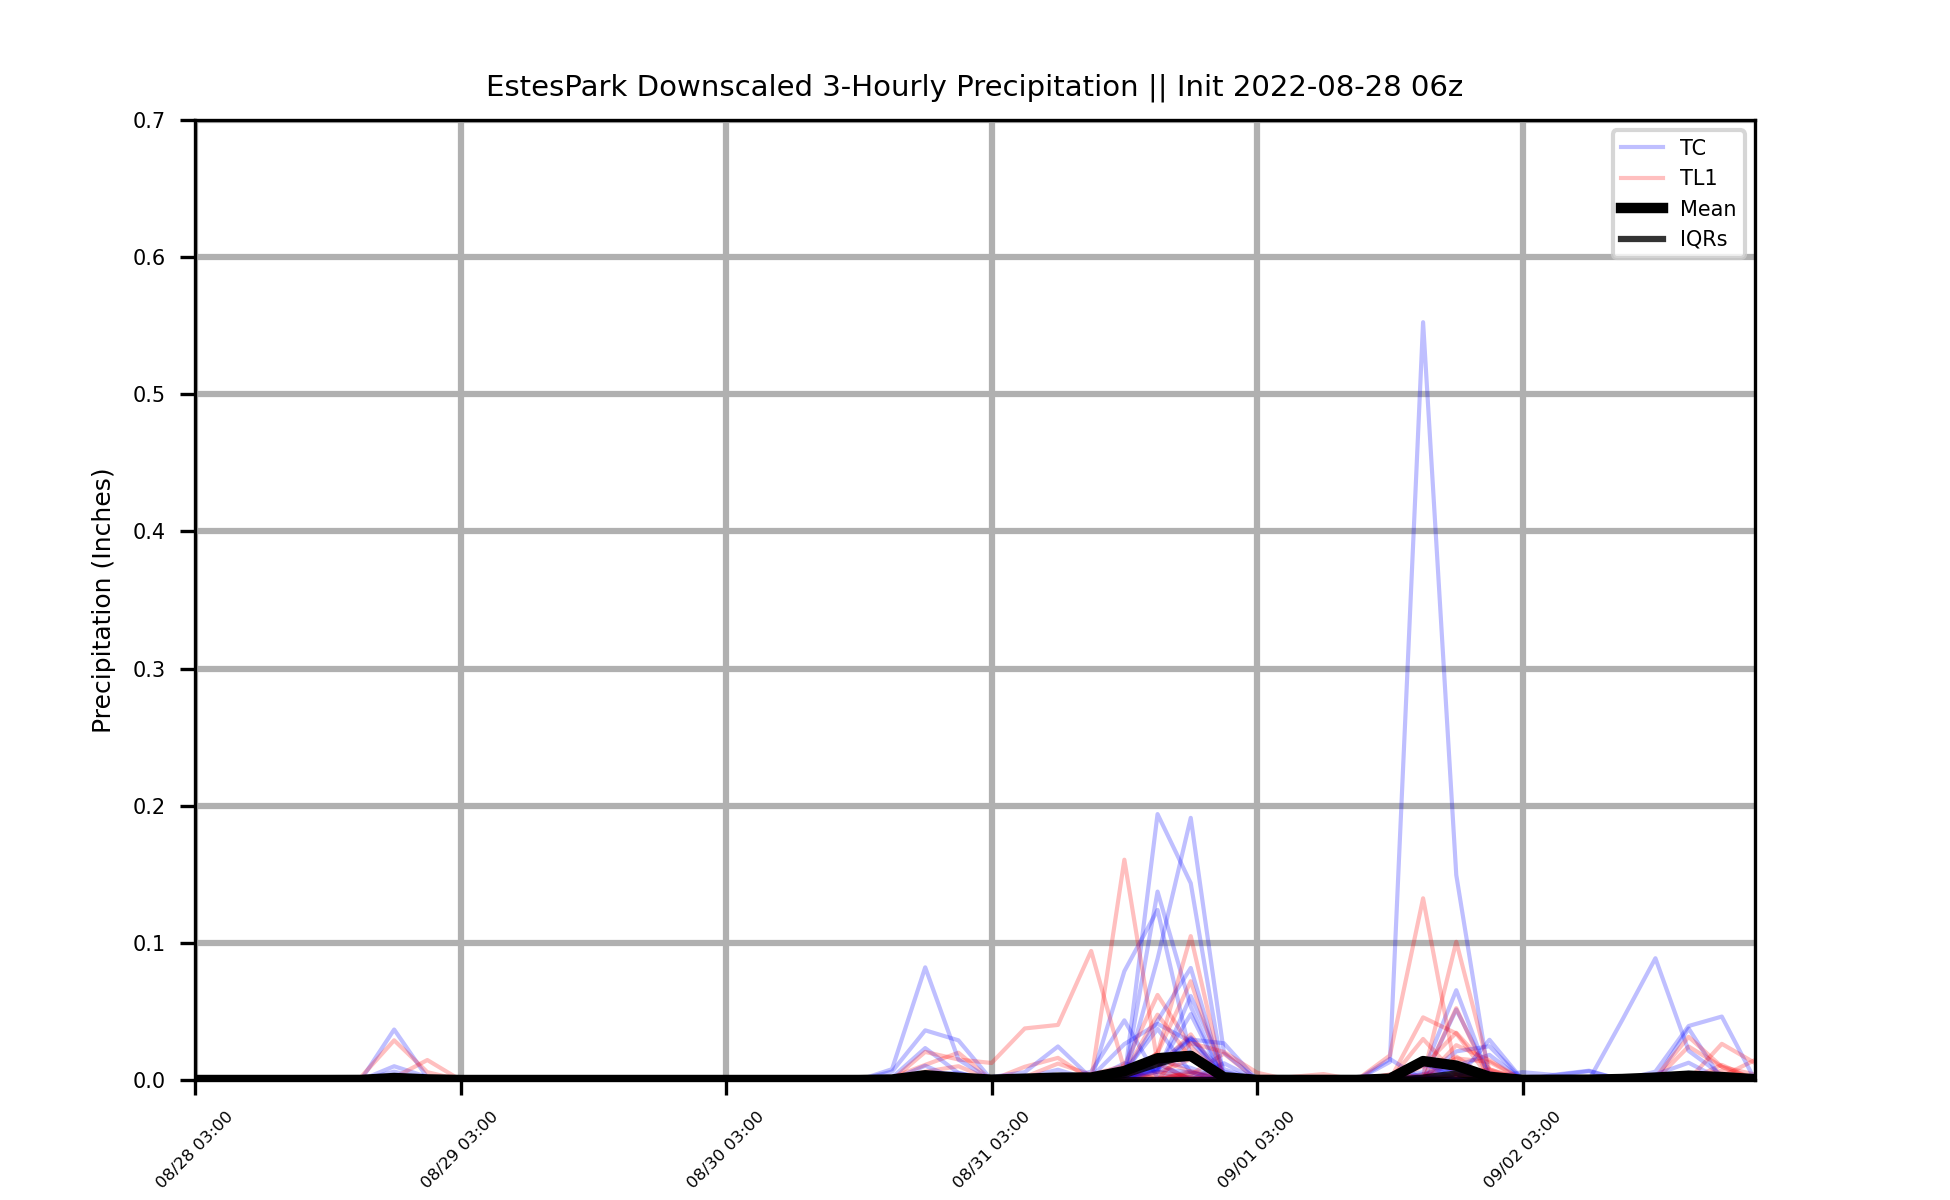 EstesPark Downscaled 3-Hourly Precipitation || Init 2022-08-28 06z
Precipitation (Inches)
0.7
0.6
0.5
0.4
0.3
0.2
0.1
0.0
TC
TL1
Mean
IQRs
08/28 03:00
08/29 03:00
08/30 03:00
08/31 03:00
09/01 03:00
09/02 03:00